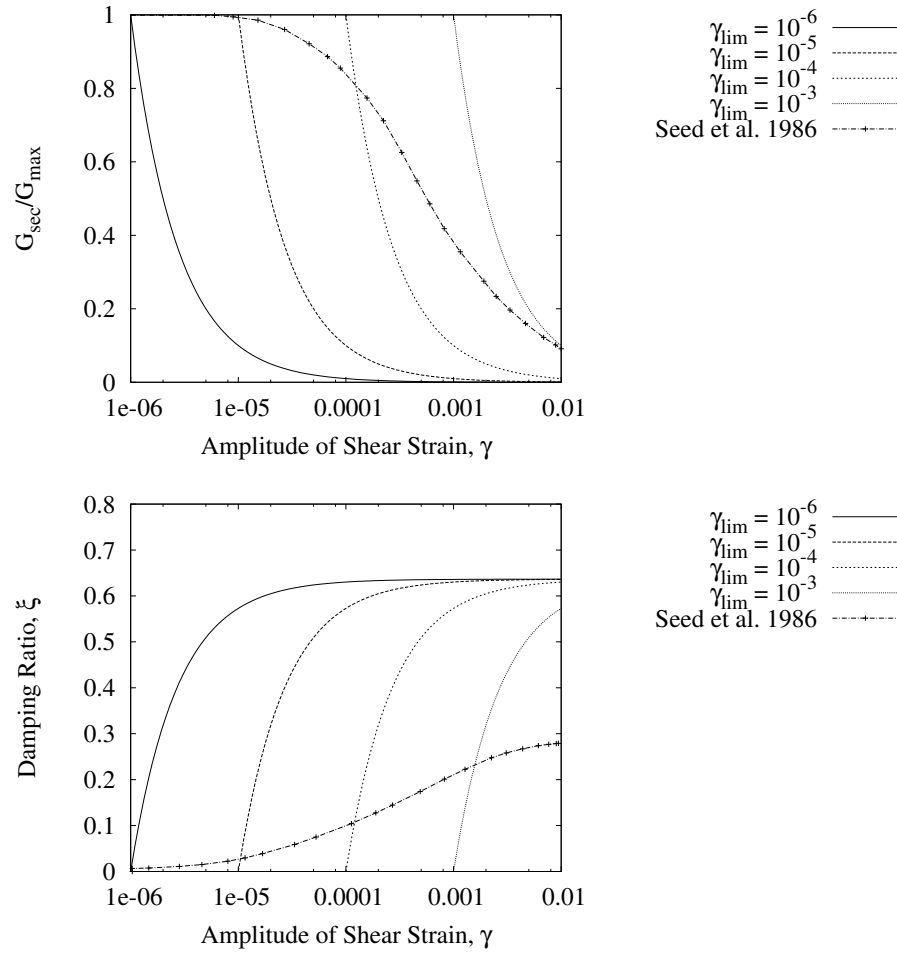 1
0.8
0.6
0.4
0.2
0
G_sec/G_max
1e-06 1e-05 0.0001 0.001 0.01
Amplitude of Shear Strain, γ
γ_lim = 10^-6
γ_lim = 10^-5
γ_lim = 10^-4
γ_lim = 10^-3
Seed et al. 1986
0.8
0.7
0.6
0.5
0.4
0.3
0.2
0.1
0
Damping Ratio, ξ
1e-06 1e-05 0.0001 0.001 0.01
Amplitude of Shear Strain, γ
γ_lim = 10^-6
γ_lim = 10^-5
γ_lim = 10^-4
γ_lim = 10^-3
Seed et al. 1986